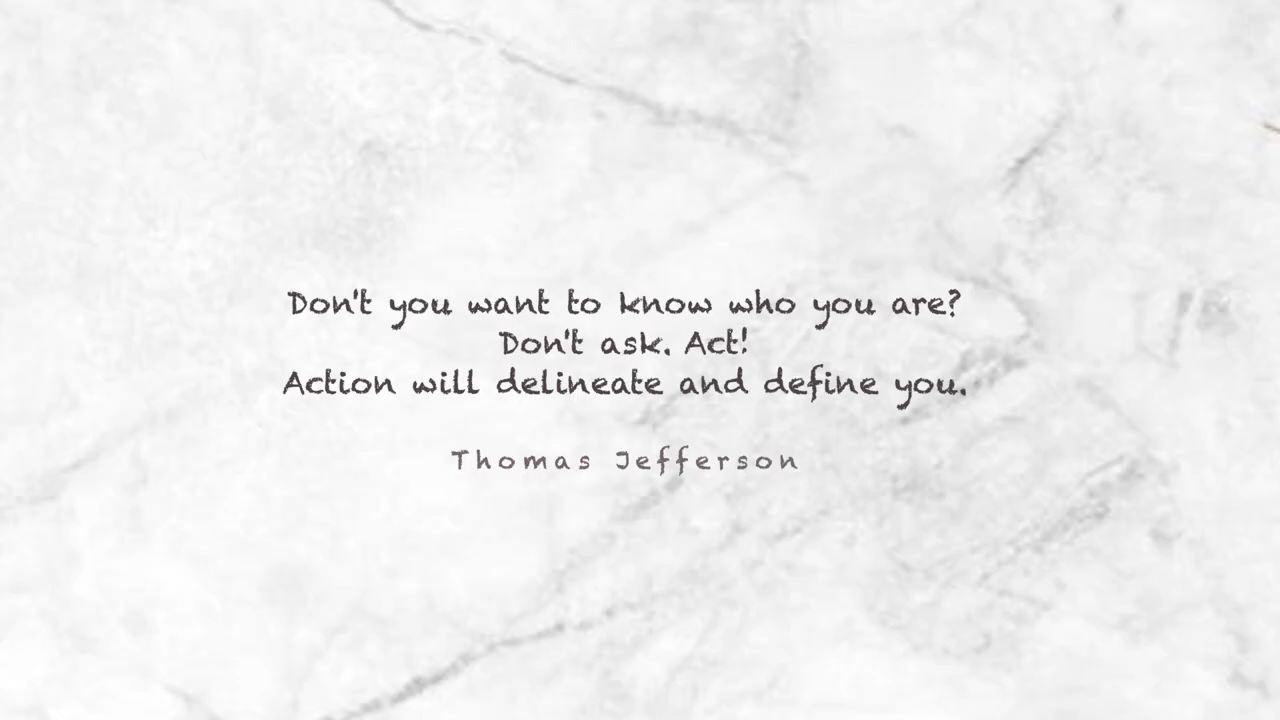 Don't you want to know who you are?
Don't ask. Act!
Action will delineate and define you.
Thomas Jefferson